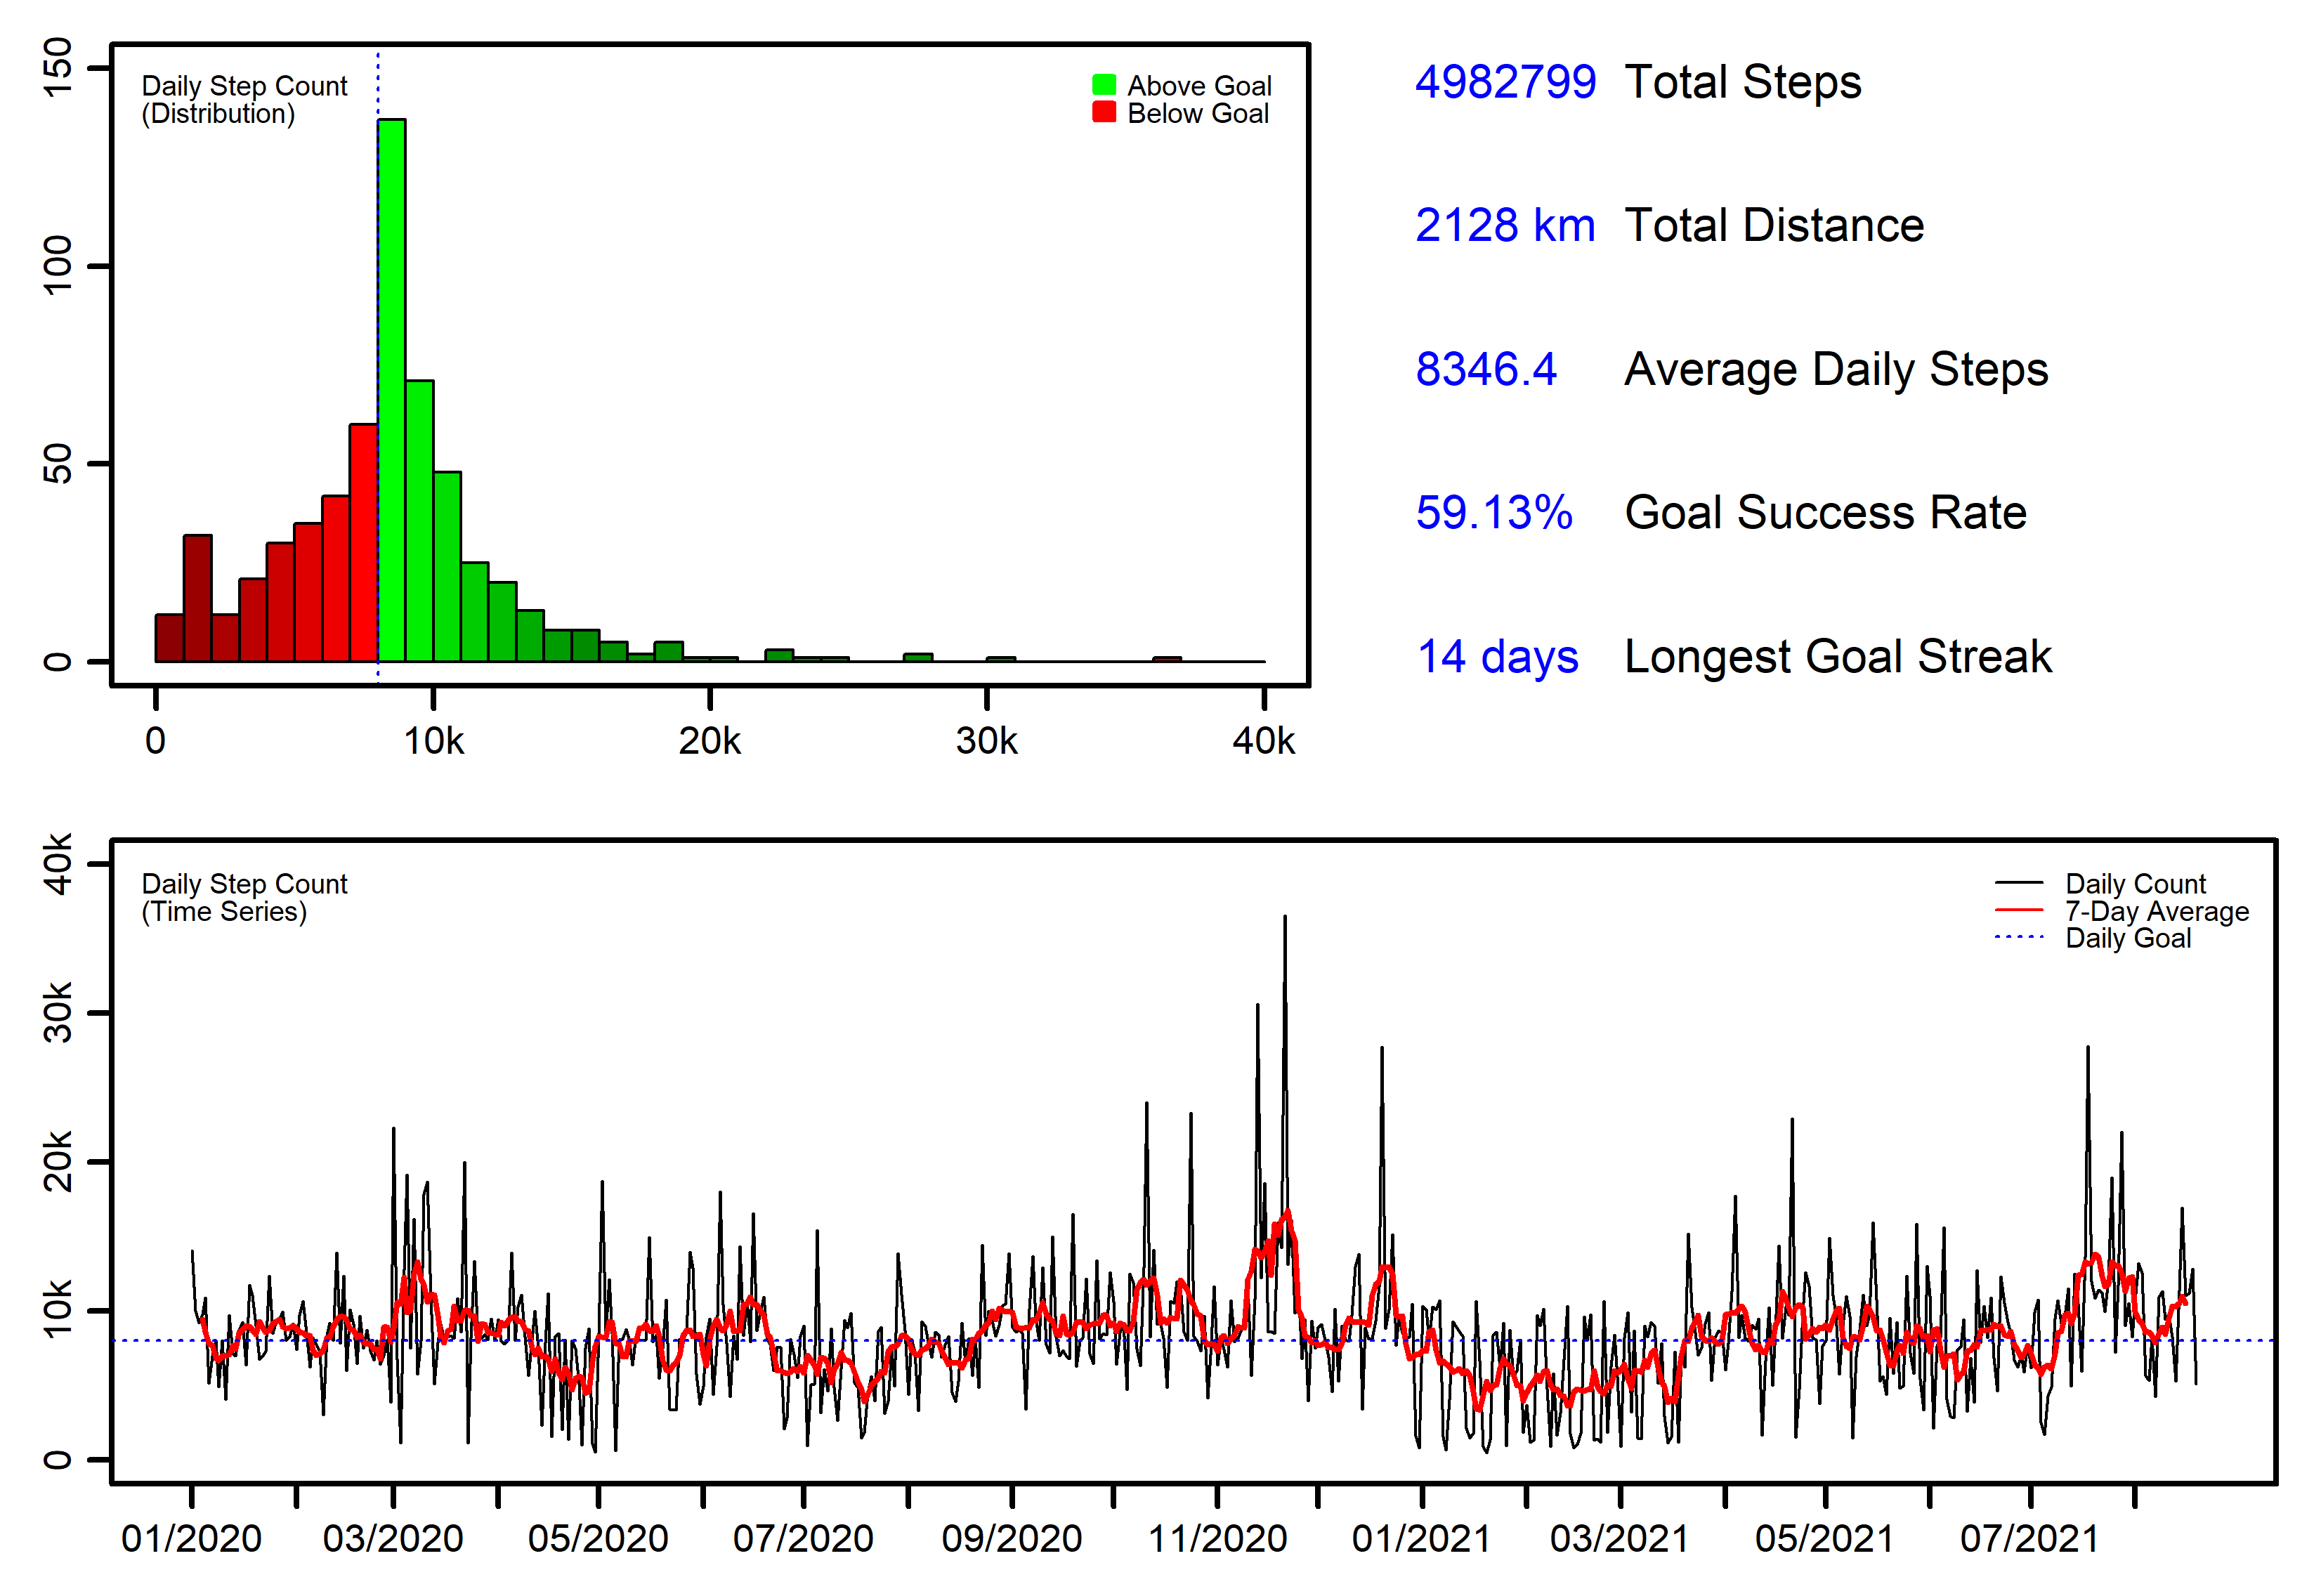 Daily Step Count
(Distribution)
Above Goal
Below Goal
150
100
50
0
0 10k 20k 30k 40k
4982799 Total Steps
2128 km Total Distance
8346.4 Average Daily Steps
59.13% Goal Success Rate
14 days Longest Goal Streak
Daily Step Count
(Time Series)
Daily Count
7-Day Average
Daily Goal
40k
30k
20k
10k
0
01/2020 03/2020 05/2020 07/2020 09/2020 11/2020 01/2021 03/2021 05/2021 07/2021